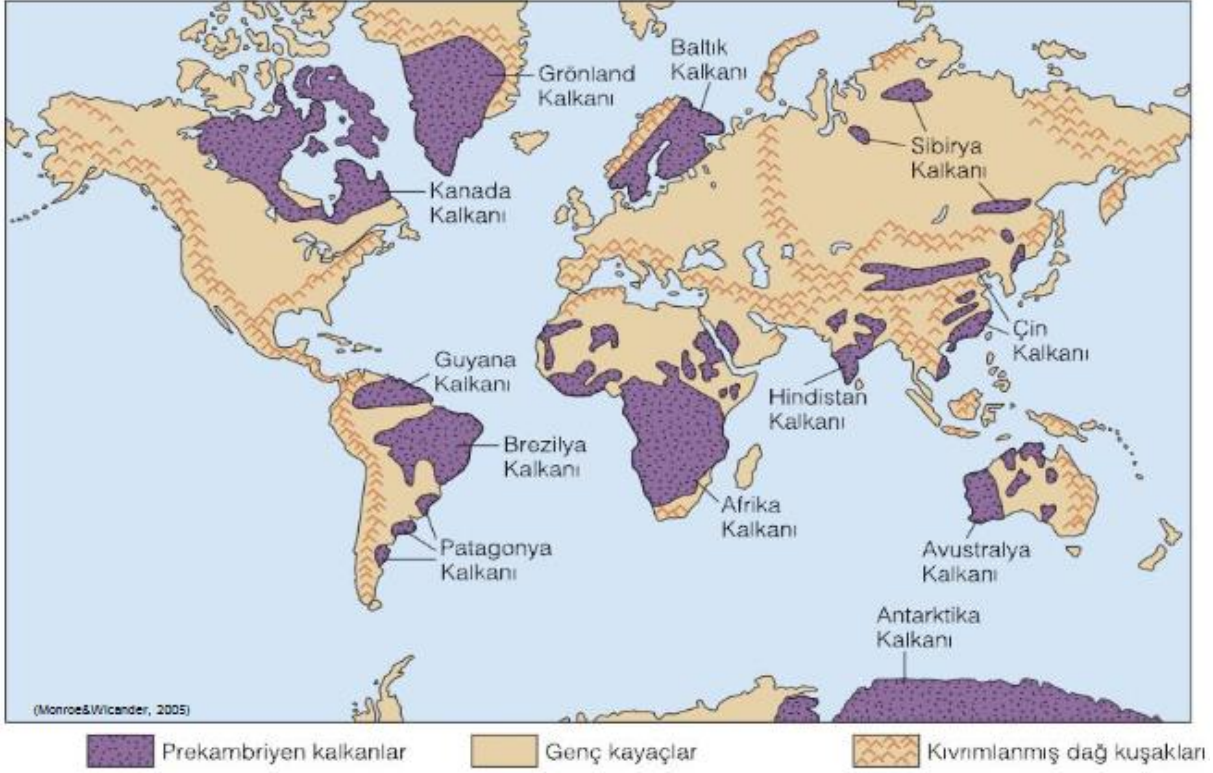 Baltık
Kalkanı
Grönland
Kalkanı
Sibirya
Kalkanı
Kanada
Kalkanı
Çin
Kalkanı
Guyana
Kalkanı
Hindistan
Kalkanı
Brezilya
Kalkanı
Afrika
Kalkanı
Patagonya
Kalkanı
Avustralya
Kalkanı
Antarktika
Kalkanı
(Monroe&Wicander, 2005)
Prekambriyen kalkanlar
Genç kayaçlar
Kıvrımlanmış dağ kuşakları